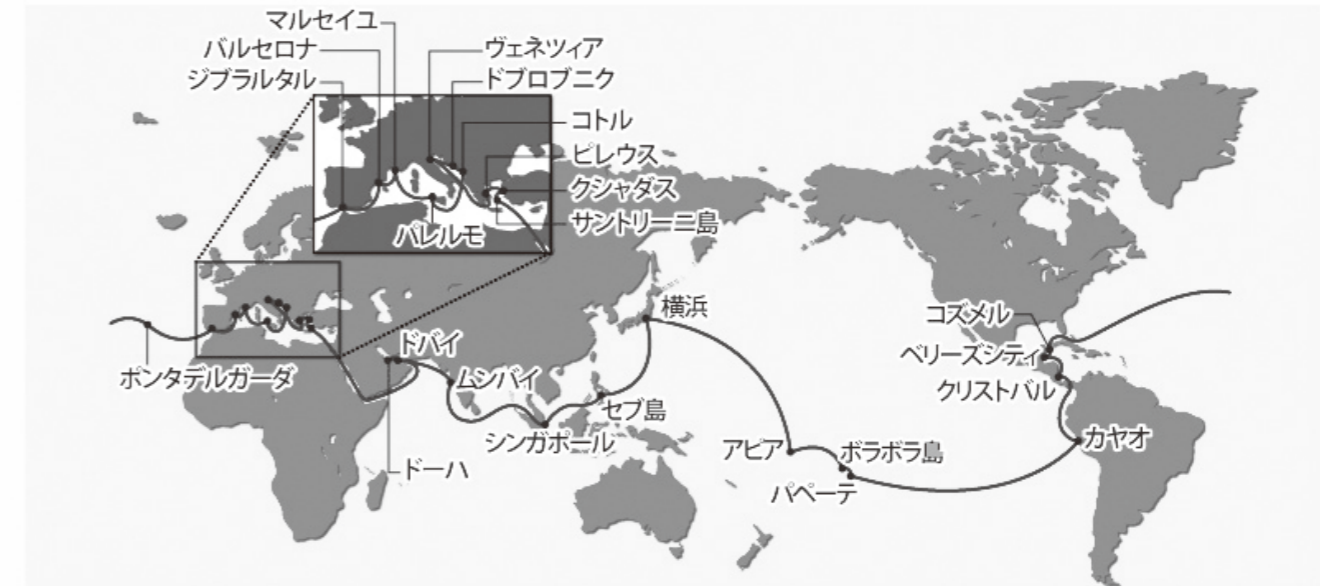 マルセイユ
バルセロナ
ジブラルタル
ヴェネツィア
ドブロブニク
コトル
ピレウス
クシャダス
サントリーニ島
パレルモ
ポンタデルガーダ
ドバイ
ムンバイ
シンガポール
セブ島
ドーハ
横浜
アピア
ボラボラ島
パペーテ
コズメル
ベリーズシティ
クリストバル
カヤオ